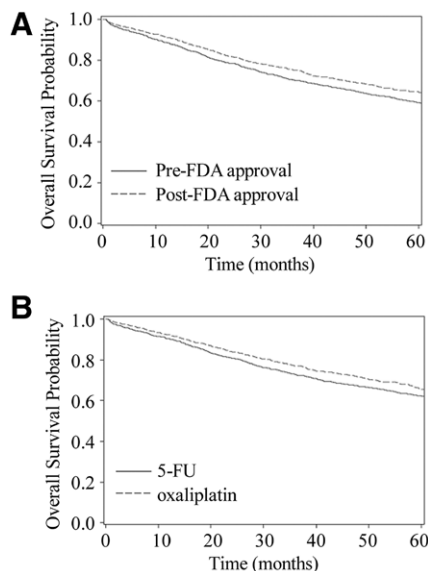 A
Overall Survival Probability
1.0
0.8
0.6
0.4
0.2
0.0
Pre-FDA approval
Post-FDA approval
0 10 20 30 40 50 60
Time (months)
B
Overall Survival Probability
1.0
0.8
0.6
0.4
0.2
0.0
5-FU
oxaliplatin
0 10 20 30 40 50 60
Time (months)